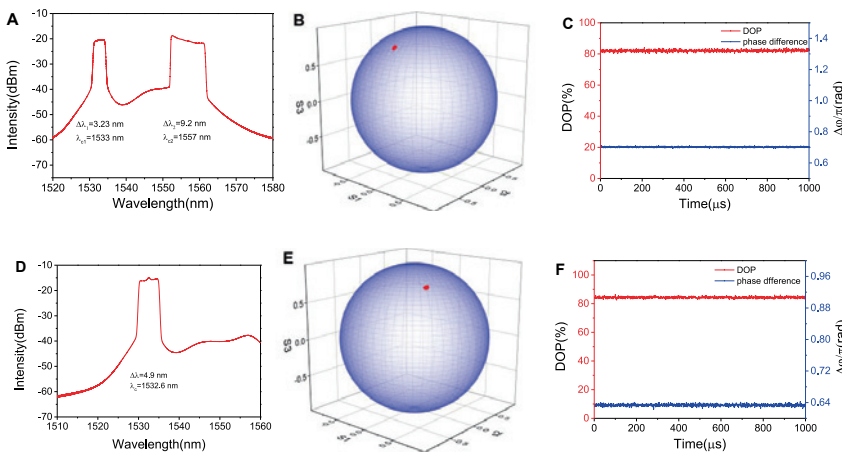 A
Intensity(dBm)
-10
-20
-30
-40
-50
-60
-70
Δλ₁=3.23 nm
λc1=1533 nm
Δλ₂=9.2 nm
λc2=1557 nm
1520 1530 1540 1550 1560 1570 1580
Wavelength(nm)
B
0.5
0.0
-0.5
S3
S1
C
DOP(%)
100
80
60
40
20
0
DOP
phase difference
1.4
1.2
1.0
0.8
0.6
Δφ/π(rad)
0 200 400 600 800 1000
Time(μs)
D
Intensity(dBm)
-10
-20
-30
-40
-50
-60
-70
Δλ=4.9 nm
λc=1532.6 nm
1510 1520 1530 1540 1550 1560
Wavelength(nm)
E
0.5
0.0
-0.5
S3
S1
F
DOP(%)
100
80
60
40
20
0
DOP
phase difference
0.96
0.88
0.80
0.72
0.64
Δφ/π(rad)
0 200 400 600 800 1000
Time(μs)